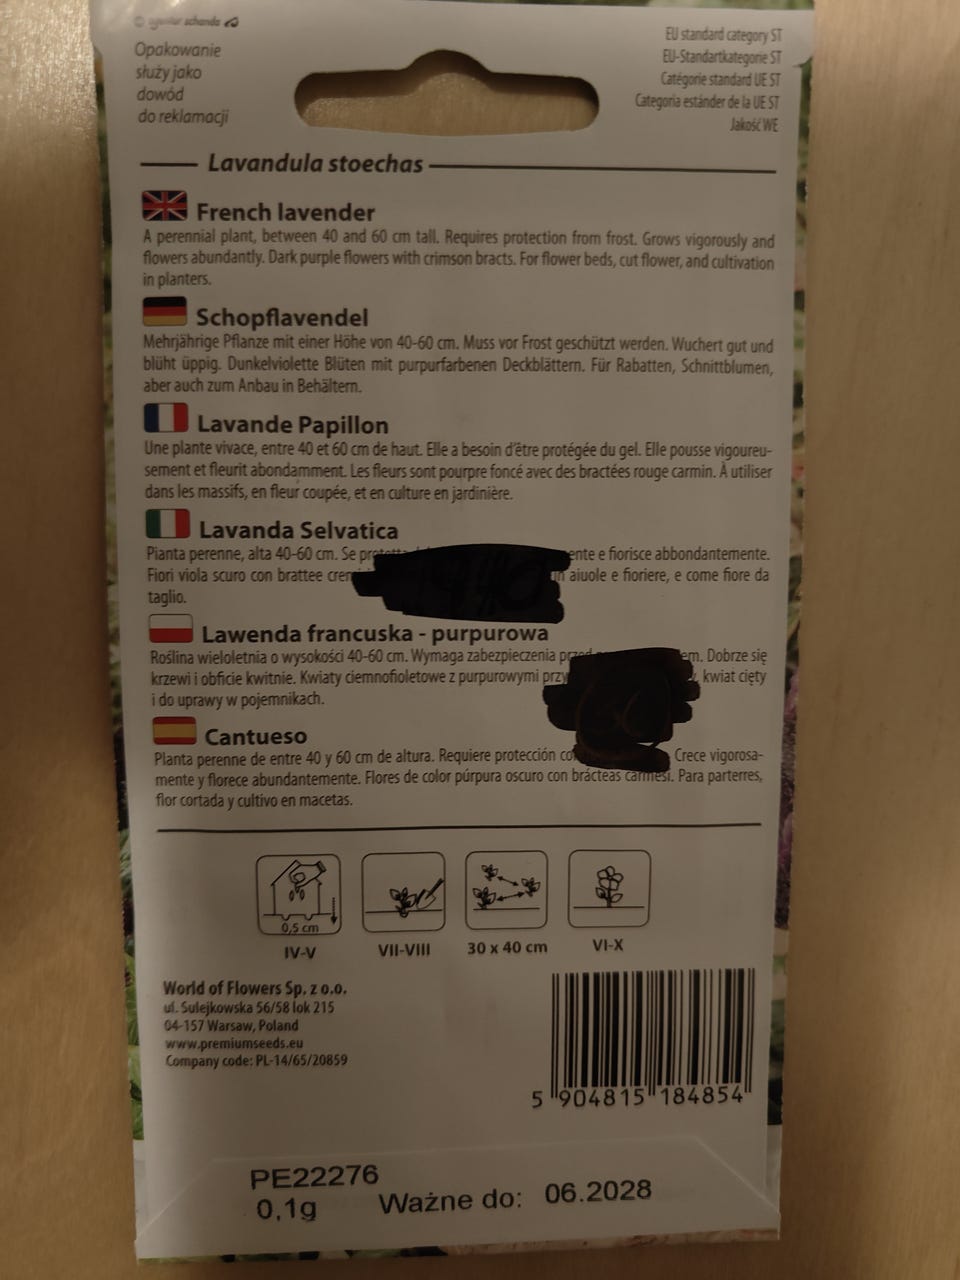 Opakowanie
służy jako
dowód
do reklamacji
EU standard category ST
EU-Standartkategorie ST
Catégorie standard UE ST
Categoria estánder de la UE ST
Jakość WE
Lavandula stoechas
French lavender
A perennial plant, between 40 and 60 cm tall. Requires protection from frost. Grows vigorously and
flowers abundantly. Dark purple flowers with crimson bracts. For flower beds, cut flower, and cultivation
in planters.
Schopflavendel
Mehrjährige Pflanze mit einer Höhe von 40-60 cm. Muss vor Frost geschützt werden. Wuchert gut und
blüht üppig. Dunkelviolette Blüten mit purpurfarbenen Deckblättern. Für Rabatten, Schnittblumen,
aber auch zum Anbau in Behältern.
Lavande Papillon
Une plante vivace, entre 40 et 60 cm de haut. Elle a besoin d'être protégée du gel. Elle pousse vigoureu-
sement et fleurit abondamment. Les fleurs sont pourpre foncé avec des bractées rouge carmin. À utiliser
dans les massifs, en fleur coupée, et en culture en jardinière.
Lavanda Selvatica
Pianta perenne, alta 40-60 cm. Se e fiorisce abbondantemente.
Fiori viola scuro con brattee aiuole e fioriere, e come fiore da
taglio.
Lawenda francuska - purpurowa
Roślina wieloletnia o wysokości 40-60 cm. Wymaga zabezpieczenia Dobrze się
krzewi i obficie kwitnie. Kwiaty ciemnofioletowe z purpurowymi kwiat cięty
i do uprawy w pojemnikach.
Cantueso
Planta perenne de entre 40 y 60 cm de altura. Requiere protección Crece vigorosa-
mente y florece abundantemente. Flores de color púrpura oscuro con brácteas carmesí. Para parterres,
flor cortada y cultivo en macetas.
0,5 cm
IV-V
VII-VIII
30 x 40 cm
VI-X
World of Flowers Sp. z o.o.
ul. Sulejkowska 56/58 lok 215
04-157 Warsaw, Poland
www.premiumseeds.eu
Company code: PL-14/65/20859
5 904815 184854
PE22276
0,1g Ważne do: 06.2028